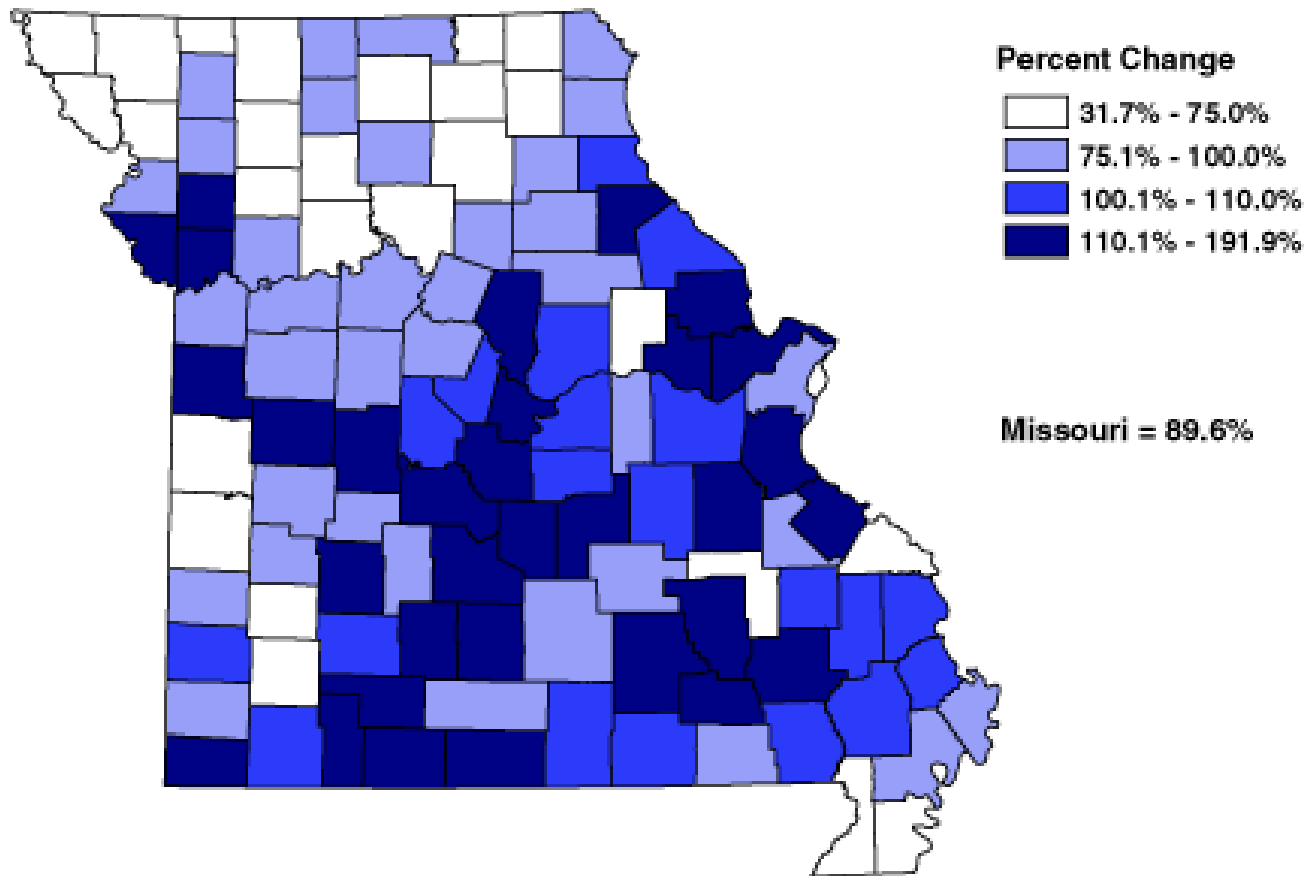 Percent Change
31.7% - 75.0%
75.1% - 100.0%
100.1% - 110.0%
110.1% - 191.9%
Missouri = 89.6%